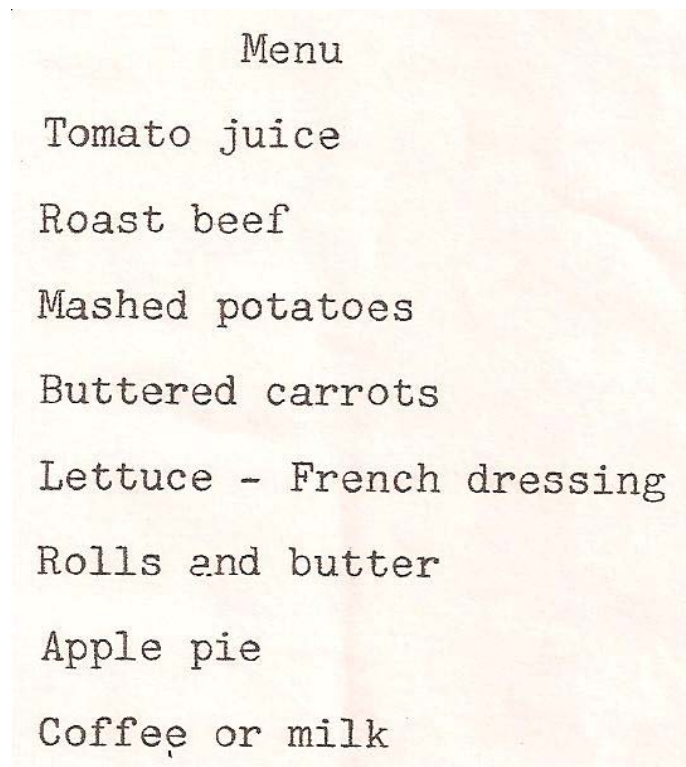 Menu
Tomato juice
Roast beef
Mashed potatoes
Buttered carrots
Lettuce - French dressing
Rolls and butter
Apple pie
Coffee or milk